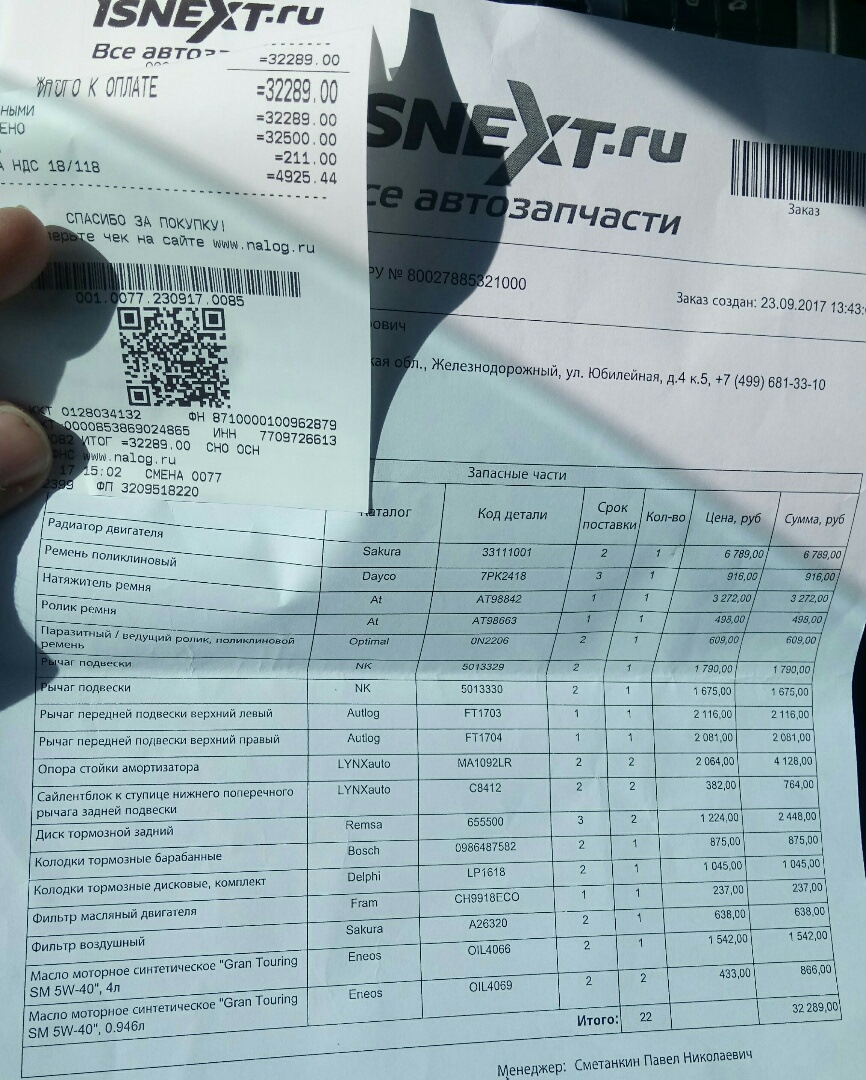 ISNEXT.ru
Все автоз
=32289.00
ИТОГО К ОПЛАТЕ =32289.00
НЫМИ =32289.00
ЕНО =32500.00
=211.00
А НДС 18/118 =4925.44
СПАСИБО ЗА ПОКУПКУ!
ерьте чек на сайте www.nalog.ru
001.0077.230917.0085
ККТ 0128034132 ФН 8710000100962879
КТ 0000853869024865 ИНН 7709726613
ИТОГ =32289.00 СНО ОСН
ФНС www.nalog.ru
17 15:02 СМЕНА 0077
2399 ФП 3209518220
SNEXT.ru
се автозапчасти
Заказ
РУ № 80027885321000
Заказ создан: 23.09.2017 13:43:
ович
кая обл., Железнодорожный, ул. Юбилейная, д.4 к.5, +7 (499) 681-33-10
Запасные части
аталог Код детали Срок поставки Кол-во Цена, руб Сумма, руб
Радиатор двигателя Sakura 33111001 2 1 6 789,00 6 789,00
Ремень поликлиновый Dayco 7PK2418 3 1 916,00 916,00
Натяжитель ремня At AT98842 1 1 3 272,00 3 272,00
Ролик ремня At AT98663 1 1 498,00 498,00
Паразитный / ведущий ролик, поликлиновой
ремень Optimal 0N2206 2 1 609,00 609,00
Рычаг подвески NK 5013329 2 1 1 790,00 1 790,00
Рычаг подвески NK 5013330 2 1 1 675,00 1 675,00
Рычаг передней подвески верхний левый Autlog FT1703 1 1 2 116,00 2 116,00
Рычаг передней подвески верхний правый Autlog FT1704 1 1 2 081,00 2 081,00
Опора стойки амортизатора LYNXauto MA1092LR 2 2 2 064,00 4 128,00
Сайлентблок к ступице нижнего поперечного
рычага задней подвески LYNXauto C8412 2 2 382,00 764,00
Диск тормозной задний Remsa 655500 3 2 1 224,00 2 448,00
Колодки тормозные барабанные Bosch 0986487582 2 1 875,00 875,00
Колодки тормозные дисковые, комплект Delphi LP1618 2 1 1 045,00 1 045,00
Фильтр масляный двигателя Fram CH9918ECO 1 1 237,00 237,00
Фильтр воздушный Sakura A26320 2 1 638,00 638,00
Масло моторное синтетическое "Gran Touring
SM 5W-40", 4л Eneos OIL4066 2 1 1 542,00 1 542,00
Масло моторное синтетическое "Gran Touring
SM 5W-40", 0.946л Eneos OIL4069 2 2 433,00 866,00
Итого: 22 32 289,00
Менеджер: Сметанкин Павел Николаевич